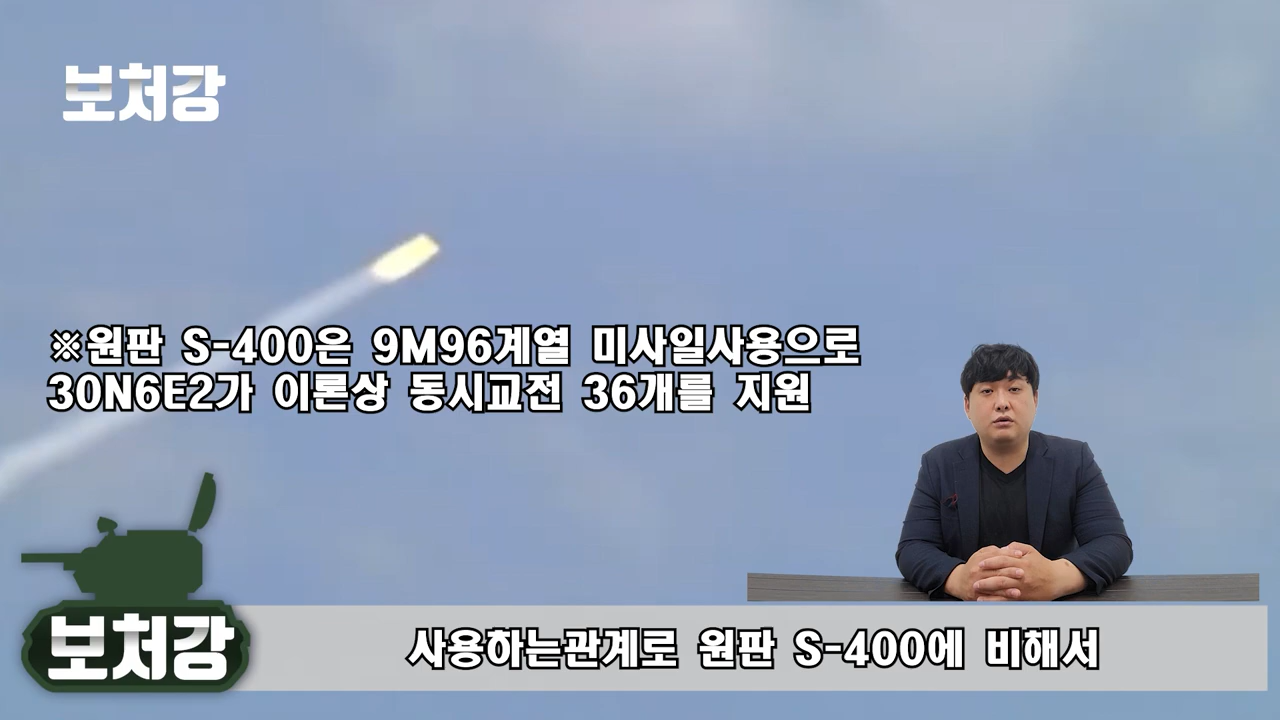 보처강
※원판 S-400은 9M96계열 미사일사용으로
30N6E2가 이론상 동시교전 36개를 지원
보처강
사용하는관계로 원판 S-400에 비해서